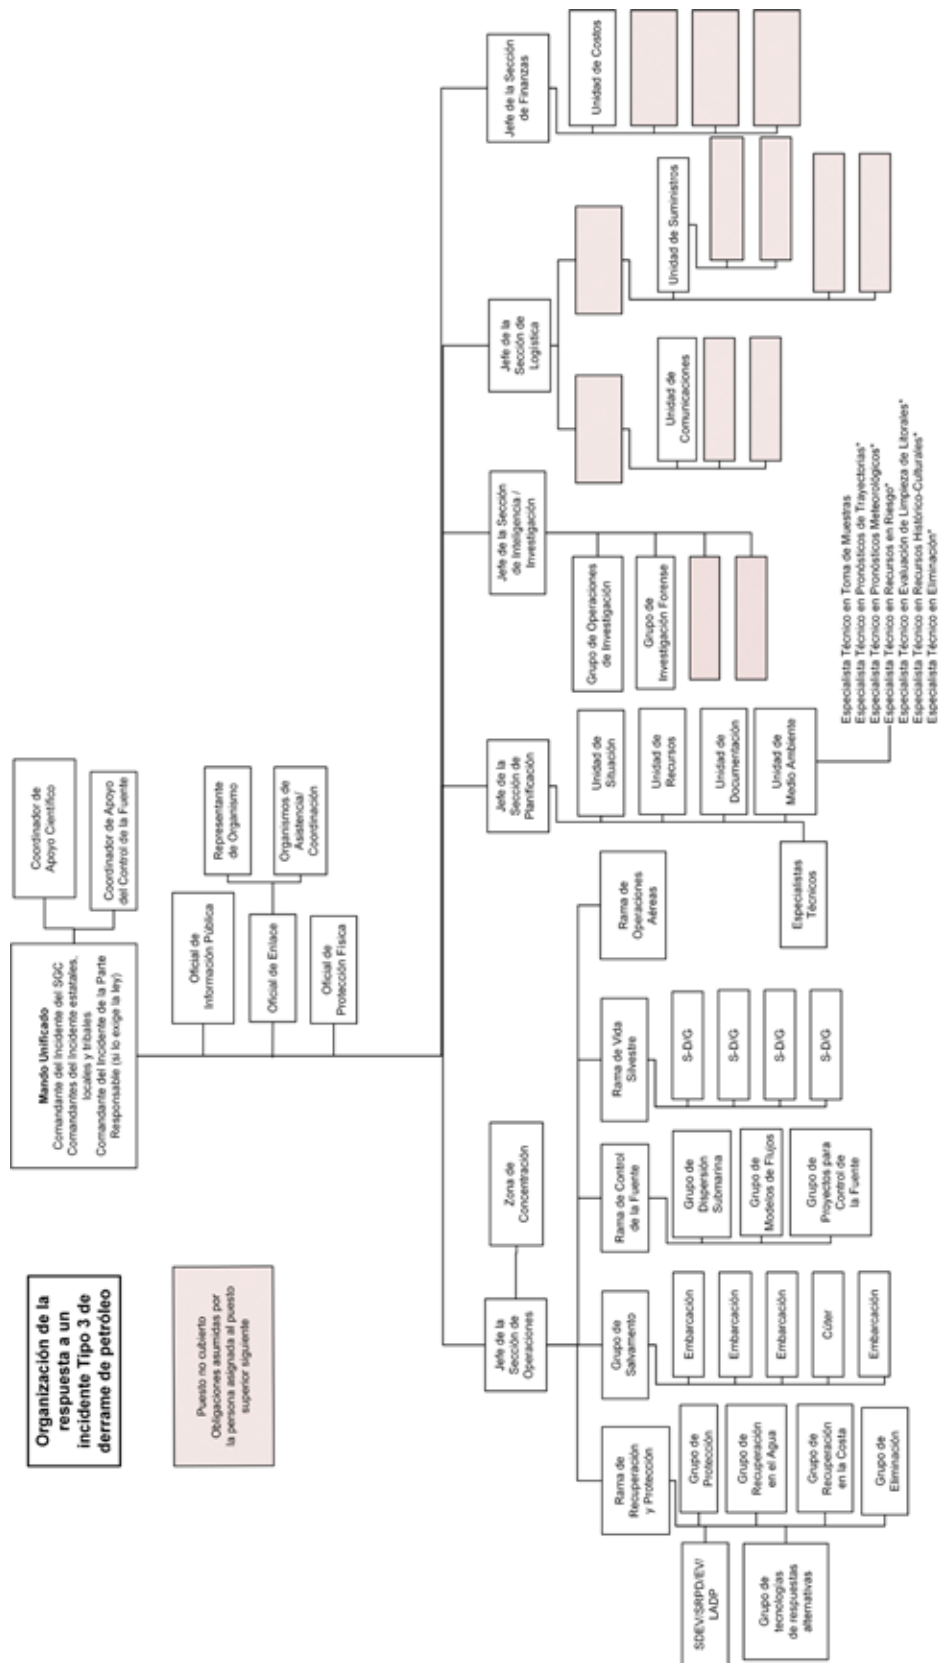 Organización de la
respuesta a un
incidente Tipo 3 de
derrame de petróleo
Puesto no cubierto
Obligaciones asumidas por
la persona asignada al puesto
superior siguiente
Mando Unificado
Comandante del Incidente del SGC
Comandantes del Incidente estatales,
locales y tribales
Comandante del Incidente de la Parte
Responsable (si lo exige la ley)
Coordinador de
Apoyo Científico
Coordinador de Apoyo
del Control de la Fuente
Oficial de
Información Pública
Oficial de Enlace
Oficial de
Protección Física
Representante
de Organismo
Organismos de
Asistencia/
Coordinación
Jefe de la
Sección de
Operaciones
Zona de
Concentración
Rama de
Recuperación
y Protección
SDEV/SRPD/EV/
LADP
Grupo de
tecnologías
de respuestas
alternativas
Grupo de
Protección
Grupo de
Recuperación
en el Agua
Grupo de
Recuperación
en la Costa
Grupo de
Eliminación
Grupo de
Salvamento
Embarcación
Embarcación
Embarcación
Cúter
Embarcación
Rama de Control
de la Fuente
Grupo de
Dispersión
Submarina
Grupo de
Modelos de Flujos
Grupo de
Proyectos para
Control de
la Fuente
Rama de Vida
Silvestre
S-D/G
S-D/G
S-D/G
S-D/G
Rama de
Operaciones
Aéreas
Jefe de la
Sección de
Planificación
Unidad de
Situación
Unidad de
Recursos
Unidad de
Documentación
Unidad de
Medio Ambiente
Especialistas
Técnicos
Especialista Técnico en Toma de Muestras
Especialista Técnico en Pronósticos de Trayectorias*
Especialista Técnico en Pronósticos Meteorológicos*
Especialista Técnico en Recursos en Riesgo*
Especialista Técnico en Evaluación de Limpieza de Litorales*
Especialista Técnico en Recursos Histórico-Culturales*
Especialista Técnico en Eliminación*
Jefe de la Sección
de Inteligencia /
Investigación
Grupo de Operaciones
de Investigación
Grupo de
Investigación Forense
Jefe de la
Sección de
Logística
Unidad de
Comunicaciones
Unidad de Suministros
Jefe de la Sección
de Finanzas
Unidad de Costos